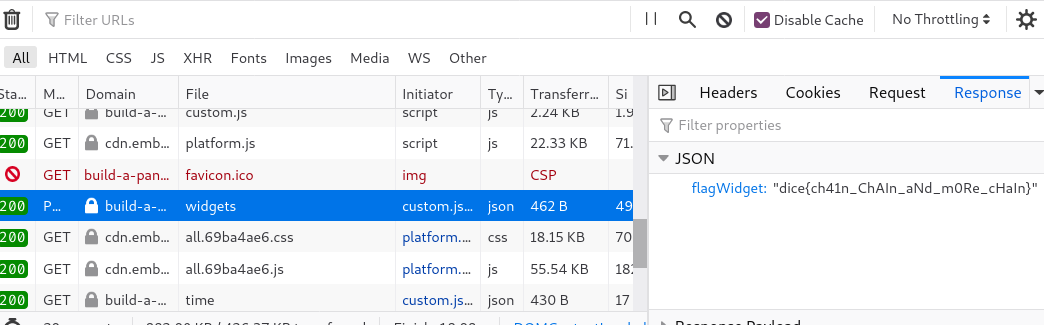 Filter URLs
Disable Cache
No Throttling
All HTML CSS JS XHR Fonts Images Media WS Other
Sta... M... Domain File Initiator Ty... Transferr... Si
200 GET build-a-... custom.js script js 2.24 KB 1.9
200 GET cdn.emb... platform.js script js 22.33 KB 71.
GET build-a-pan... favicon.ico img CSP
200 P... build-a-... widgets custom.js... json 462 B 49
200 GET cdn.emb... all.69ba4ae6.css platform.... css 18.15 KB 70
200 GET cdn.emb... all.69ba4ae6.js platform.... js 55.54 KB 182
200 GET build-a-... time custom.js... json 430 B 17
Headers Cookies Request Response
Filter properties
JSON
flagWidget: "dice{ch41n_ChAIn_aNd_m0Re_cHaIn}"
Response Payload